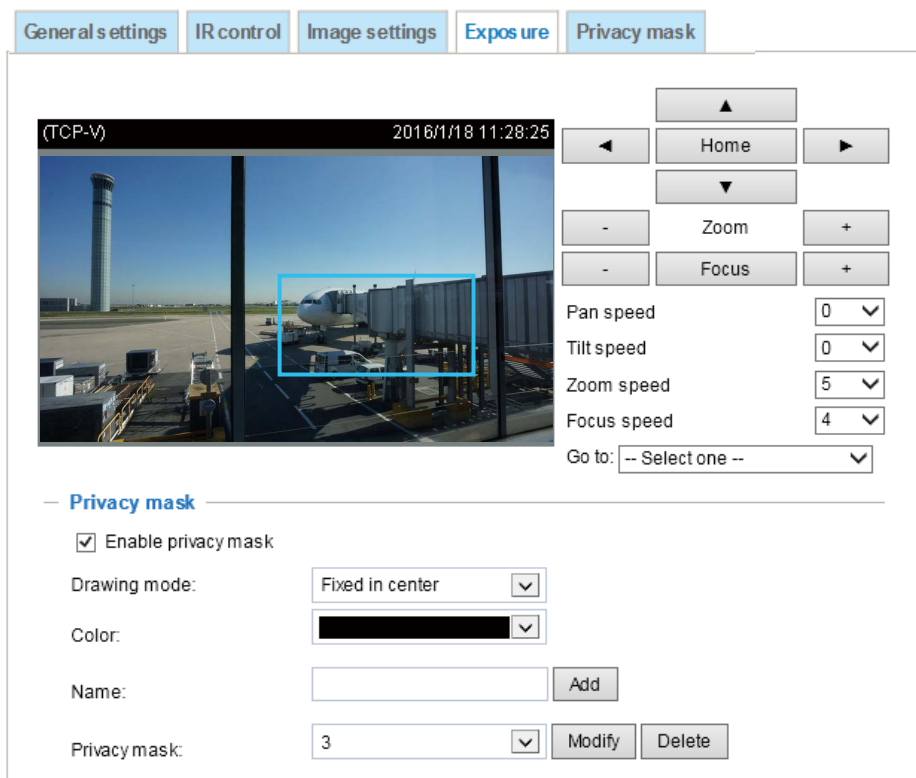 General settings IR control Image settings Exposure Privacy mask
(TCP-V) 2016/1/18 11:28:25
▲
◄ Home ►
▼
- Zoom +
- Focus +
Pan speed 0
Tilt speed 0
Zoom speed 5
Focus speed 4
Go to: -- Select one --
Privacy mask
Enable privacy mask
Drawing mode: Fixed in center
Color:
Name: Add
Privacy mask: 3 Modify Delete